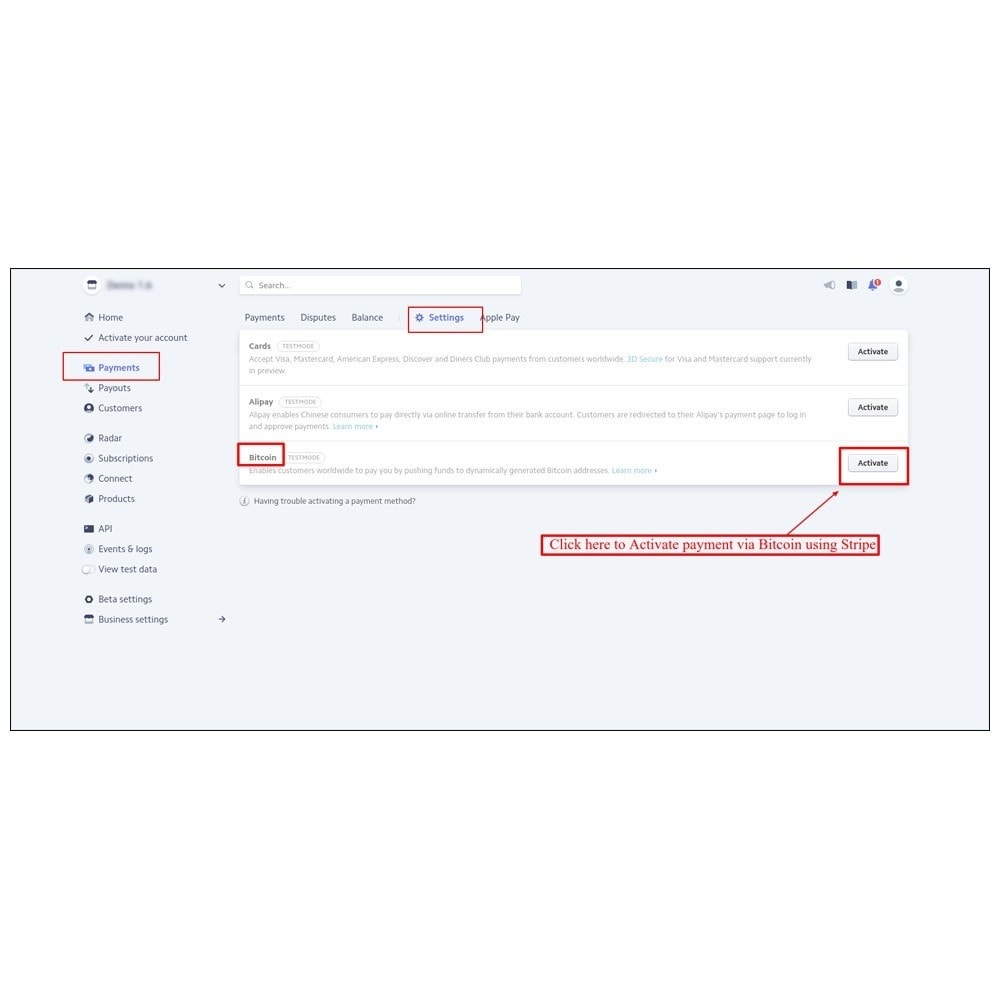 Search...
Home
Activate your account
Payments
Payouts
Customers
Radar
Subscriptions
Connect
Products
API
Events & logs
View test data
Beta settings
Business settings
Payments Disputes Balance Settings Apple Pay
Cards TESTMODE
Accept Visa, Mastercard, American Express, Discover and Diners Club payments from customers worldwide. 3D Secure for Visa and Mastercard support currently
in preview.
Activate
Alipay TESTMODE
Alipay enables Chinese consumers to pay directly via online transfer from their bank account. Customers are redirected to their Alipay's payment page to log in
and approve payments. Learn more
Activate
Bitcoin TESTMODE
Enables customers worldwide to pay you by pushing funds to dynamically generated Bitcoin addresses. Learn more
Activate
Having trouble activating a payment method?
Click here to Activate payment via Bitcoin using Stripe